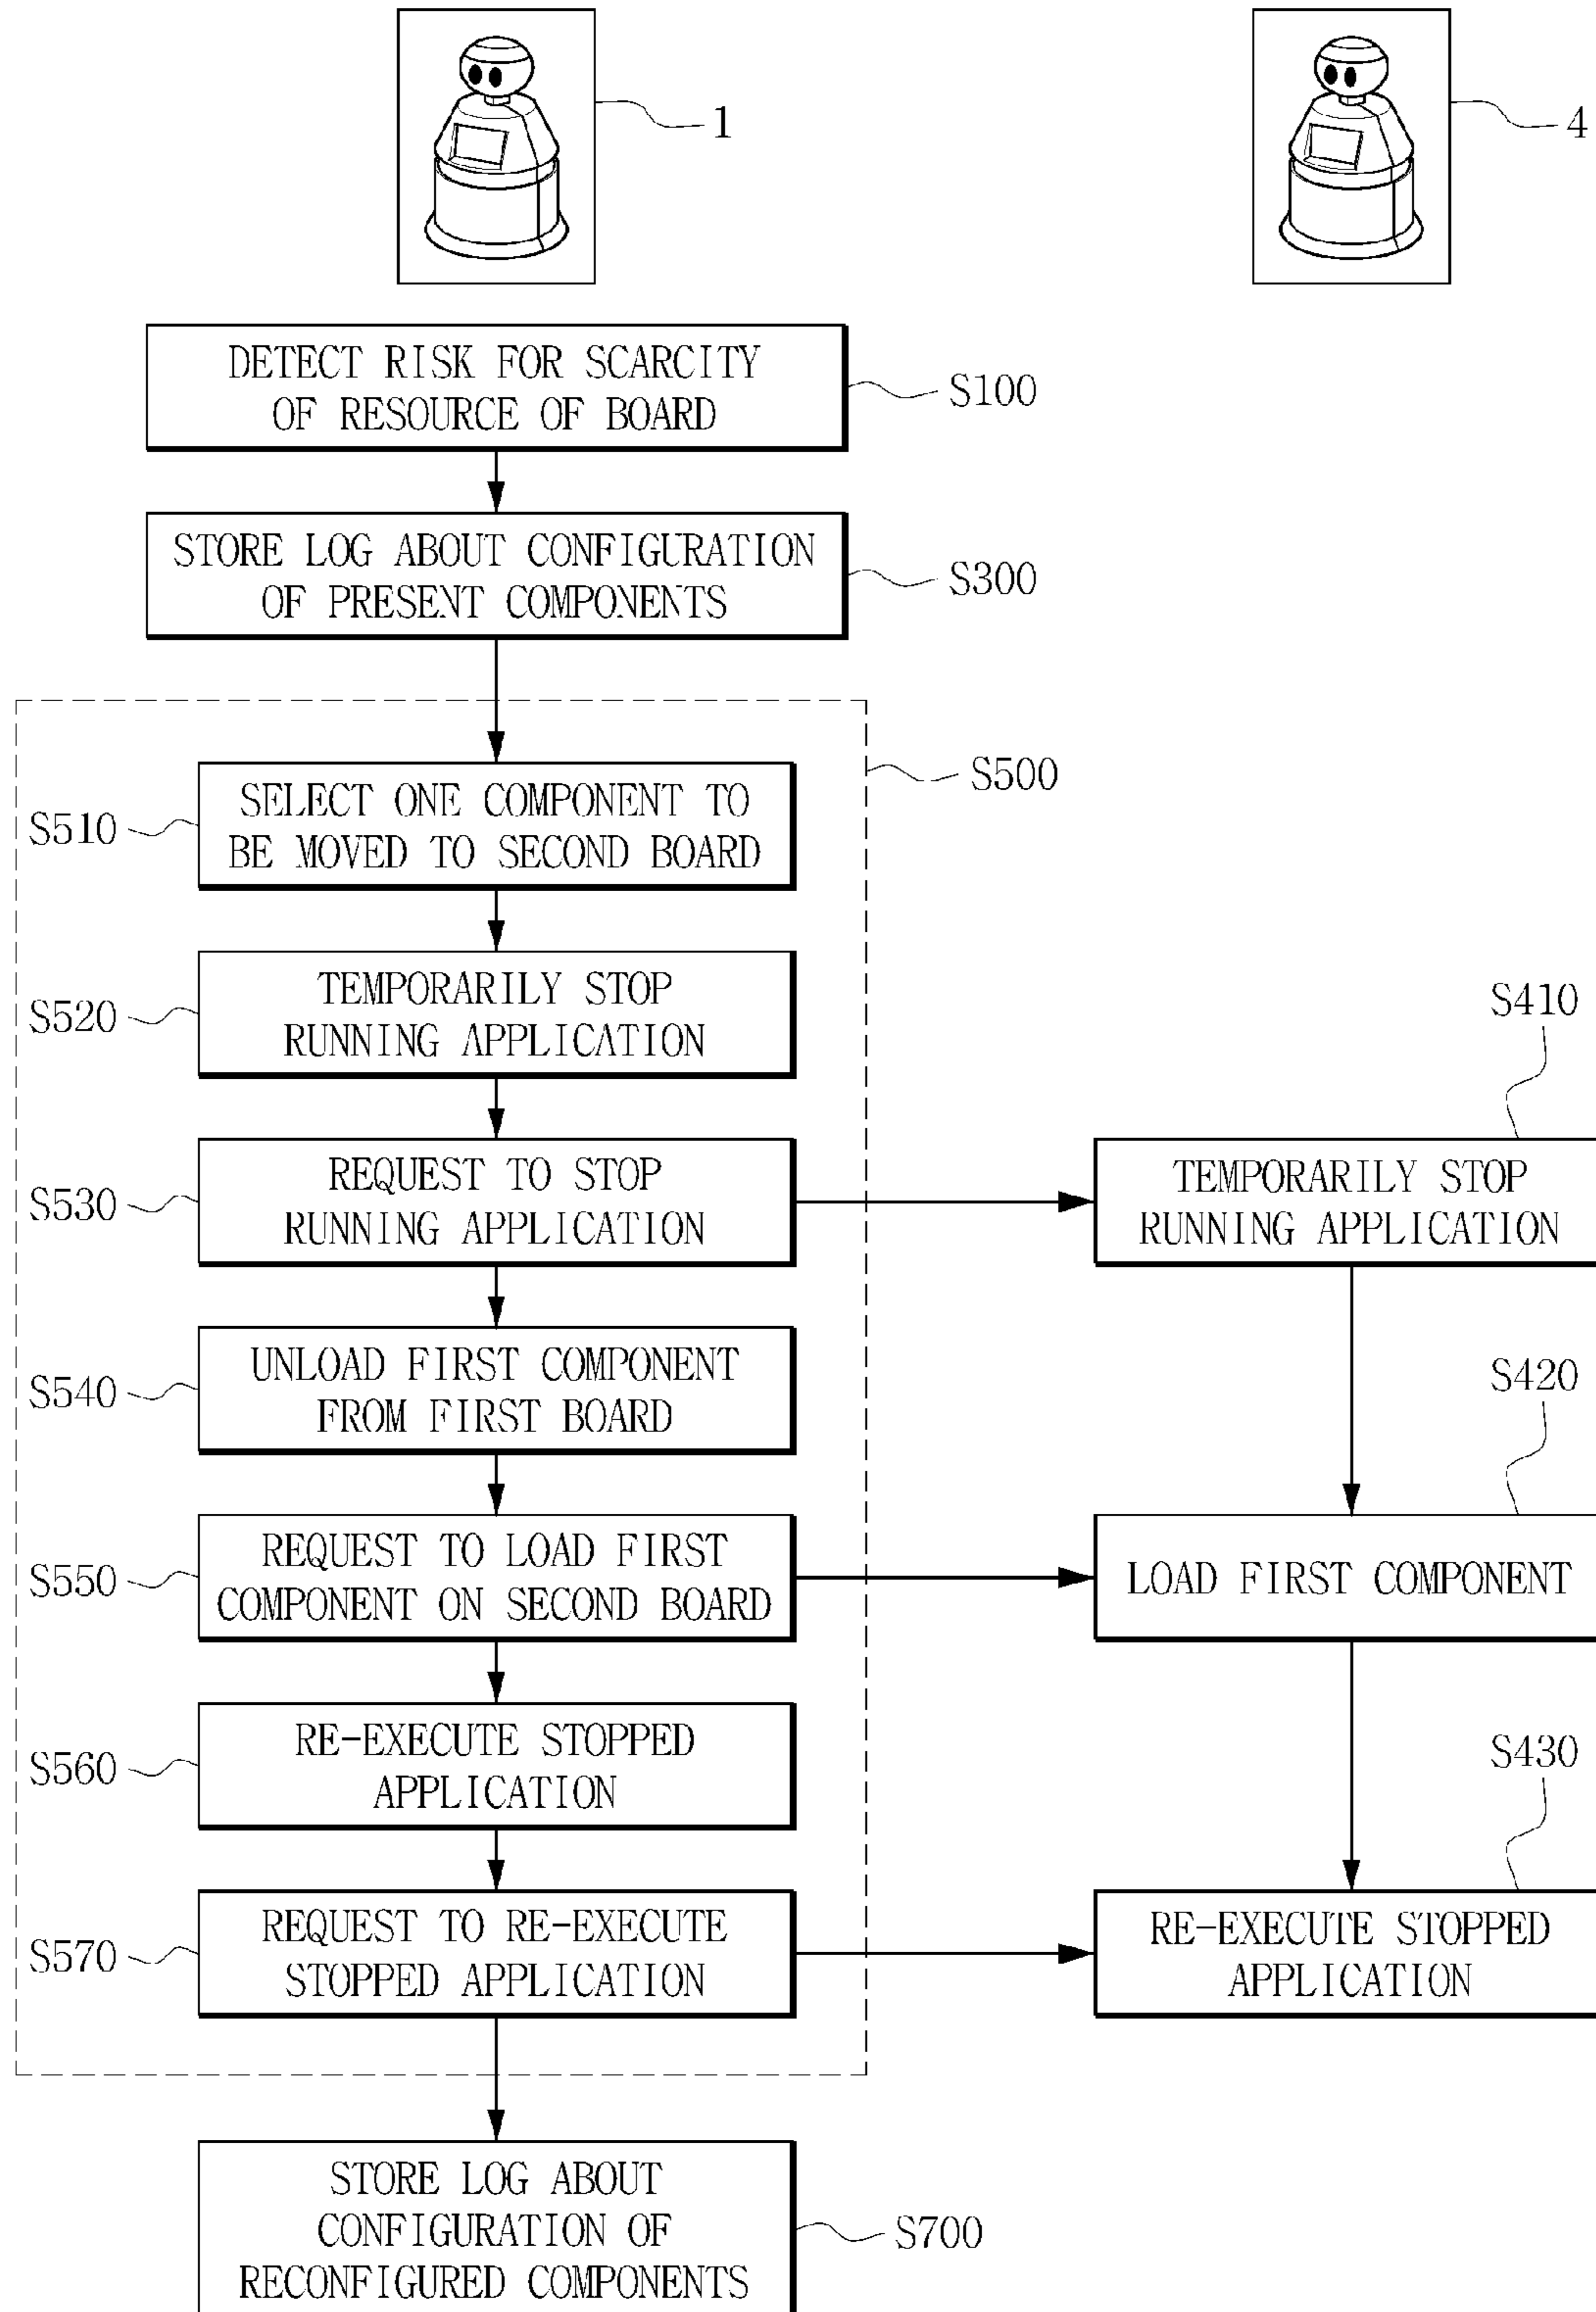 1
4
DETECT RISK FOR SCARCITY
OF RESOURCE OF BOARD
S100
STORE LOG ABOUT CONFIGURATION
OF PRESENT COMPONENTS
S300
S500
S510
SELECT ONE COMPONENT TO
BE MOVED TO SECOND BOARD
S520
TEMPORARILY STOP
RUNNING APPLICATION
S410
S530
REQUEST TO STOP
RUNNING APPLICATION
TEMPORARILY STOP
RUNNING APPLICATION
S540
UNLOAD FIRST COMPONENT
FROM FIRST BOARD
S420
S550
REQUEST TO LOAD FIRST
COMPONENT ON SECOND BOARD
LOAD FIRST COMPONENT
S560
RE-EXECUTE STOPPED
APPLICATION
S430
S570
REQUEST TO RE-EXECUTE
STOPPED APPLICATION
RE-EXECUTE STOPPED
APPLICATION
STORE LOG ABOUT
CONFIGURATION OF
RECONFIGURED COMPONENTS
S700